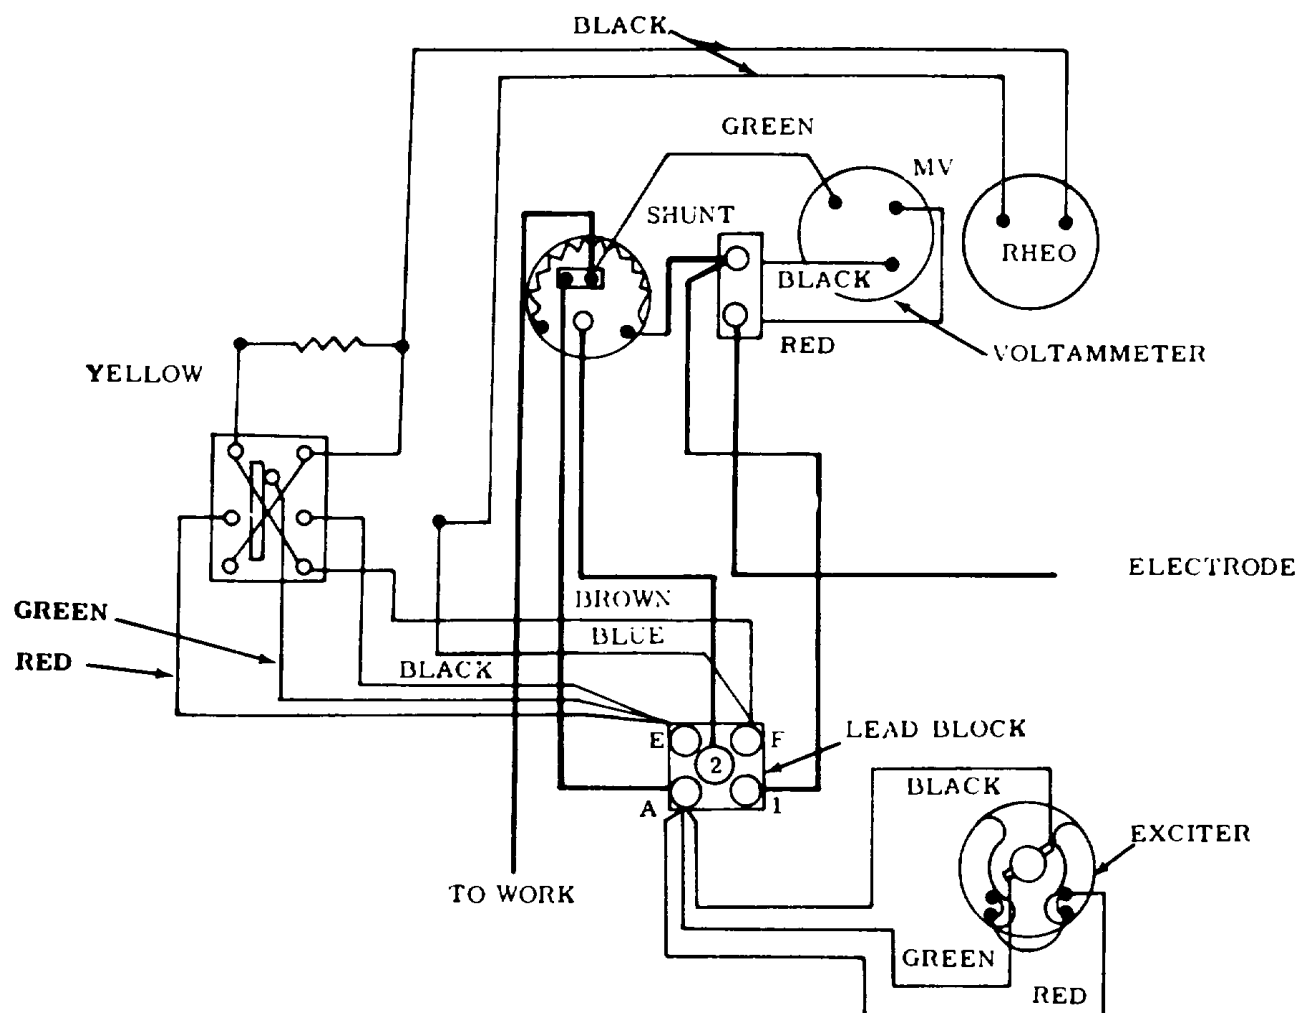 BLACK
GREEN
MV
SHUNT
RHEO
BLACK
RED
VOLTAMMETER
YELLOW
ELECTRODE
BROWN
GREEN
BLUE
RED
BLACK
E
F
LEAD BLOCK
2
BLACK
A
1
EXCITER
TO WORK
GREEN
RED